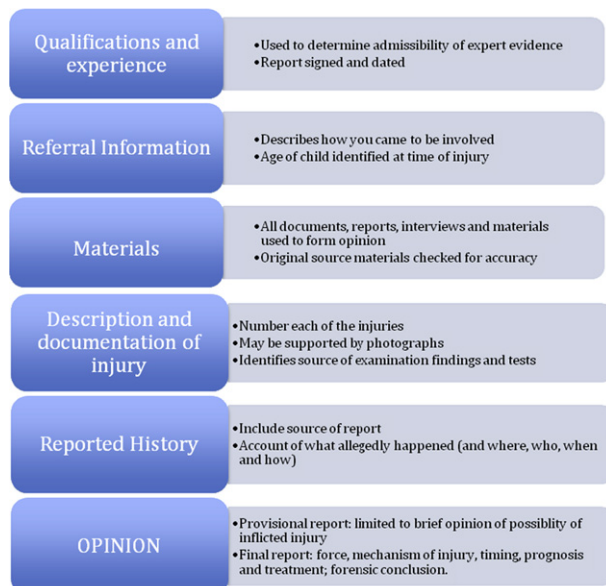 Qualifications and
experience
•Used to determine admissibility of expert evidence
•Report signed and dated
Referral Information
•Describes how you came to be involved
•Age of child identified at time of injury
Materials
•All documents, reports, interviews and materials
used to form opinion
•Original source materials checked for accuracy
Description and
documentation of
injury
•Number each of the injuries
•May be supported by photographs
•Identifies source of examination findings and tests
Reported History
•Include source of report
•Account of what allegedly happened (and where, who, when
and how)
OPINION
•Provisional report: limited to brief opinion of possiblity of
inflicted injury
•Final report: force, mechanism of injury, timing, prognosis
and treatment; forensic conclusion.